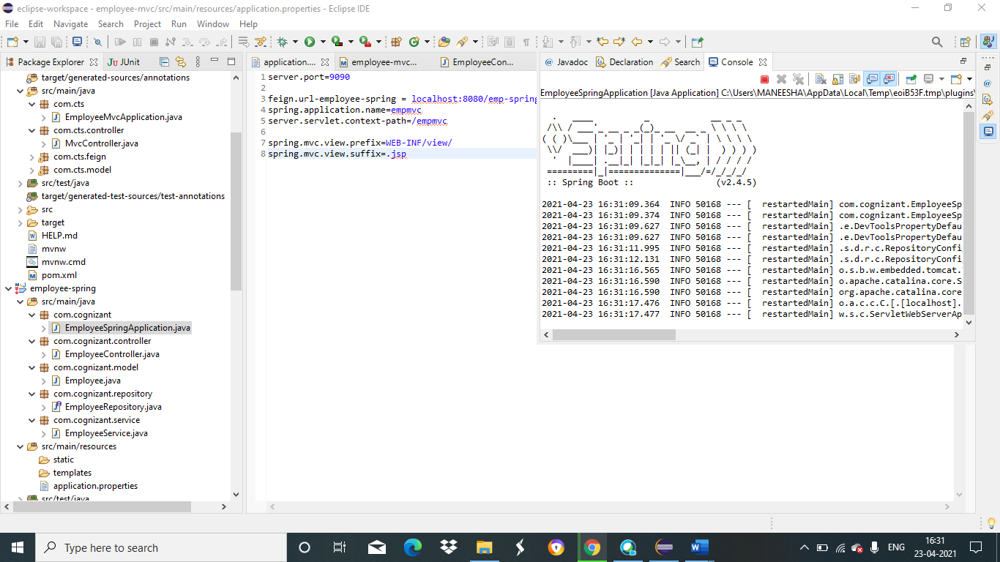 eclipse-workspace - employee-mvc/src/main/resources/application.properties - Eclipse IDE
File Edit Navigate Search Project Run Window Help
Package Explorer
JUnit
target/generated-sources/annotations
src/main/java
com.cts
EmployeeMvcApplication.java
com.cts.controller
MvcController.java
com.cts.feign
com.cts.model
src/test/java
target/generated-test-sources/test-annotations
src
target
HELP.md
mvnw
mvnw.cmd
pom.xml
employee-spring
src/main/java
com.cognizant
EmployeeSpringApplication.java
com.cognizant.controller
EmployeeController.java
com.cognizant.model
Employee.java
com.cognizant.repository
EmployeeRepository.java
com.cognizant.service
EmployeeService.java
src/main/resources
static
templates
application.properties
src/test/java
application....
employee-mvc...
EmployeeCon...
1 server.port=9090
2
3 feign.url-employee-spring = localhost:8080/emp-spring
4 spring.application.name=empmvc
5 server.servlet.context-path=/empmvc
6
7 spring.mvc.view.prefix=WEB-INF/view/
8 spring.mvc.view.suffix=.jsp
Javadoc
Declaration
Search
Console
EmployeeSpringApplication [Java Application] C:\Users\MANEESHA\AppData\Local\Temp\eoiB53F.tmp\plugins\
  .   ____          _            __ _ _
 /\\ / ___'_ __ _ _(_)_ __  __ _ \ \ \ \
( ( )\___ | '_ | '_| | '_ \/ _` | \ \ \ \
 \\/  ___)| |_)| | | | | || (_| |  ) ) ) )
  '  |____| .__|_| |_|_| |_\__, | / / / /
 =========|_|==============|___/=/_/_/_/
 :: Spring Boot ::                (v2.4.5)
2021-04-23 16:31:09.364  INFO 50168 --- [  restartedMain] com.cognizant.EmployeeSp
2021-04-23 16:31:09.374  INFO 50168 --- [  restartedMain] com.cognizant.EmployeeSp
2021-04-23 16:31:09.627  INFO 50168 --- [  restartedMain] .e.DevToolsPropertyDefau
2021-04-23 16:31:09.627  INFO 50168 --- [  restartedMain] .e.DevToolsPropertyDefau
2021-04-23 16:31:11.995  INFO 50168 --- [  restartedMain] .s.d.r.c.RepositoryConfi
2021-04-23 16:31:12.131  INFO 50168 --- [  restartedMain] .s.d.r.c.RepositoryConfi
2021-04-23 16:31:16.565  INFO 50168 --- [  restartedMain] o.s.b.w.embedded.tomcat.
2021-04-23 16:31:16.590  INFO 50168 --- [  restartedMain] o.apache.catalina.core.S
2021-04-23 16:31:16.590  INFO 50168 --- [  restartedMain] org.apache.catalina.core
2021-04-23 16:31:17.476  INFO 50168 --- [  restartedMain] o.a.c.c.C.[.[localhost].
2021-04-23 16:31:17.477  INFO 50168 --- [  restartedMain] w.s.c.ServletWebServerAp
Type here to search
ENG
16:31
23-04-2021